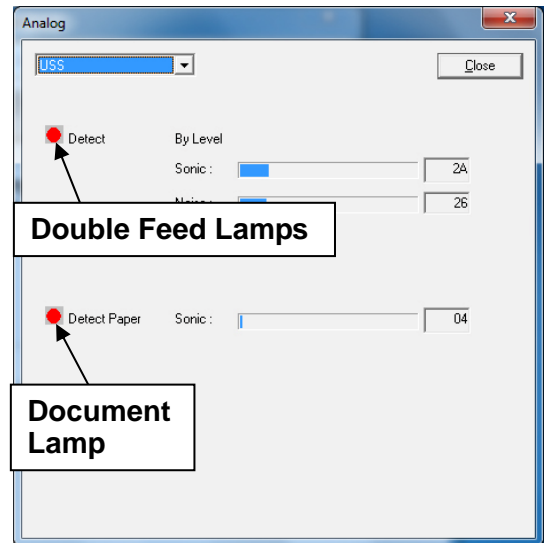 Analog
USS
Close
Detect By Level
Sonic : 2A
26
Double Feed Lamps
Detect Paper Sonic : 04
Document
Lamp